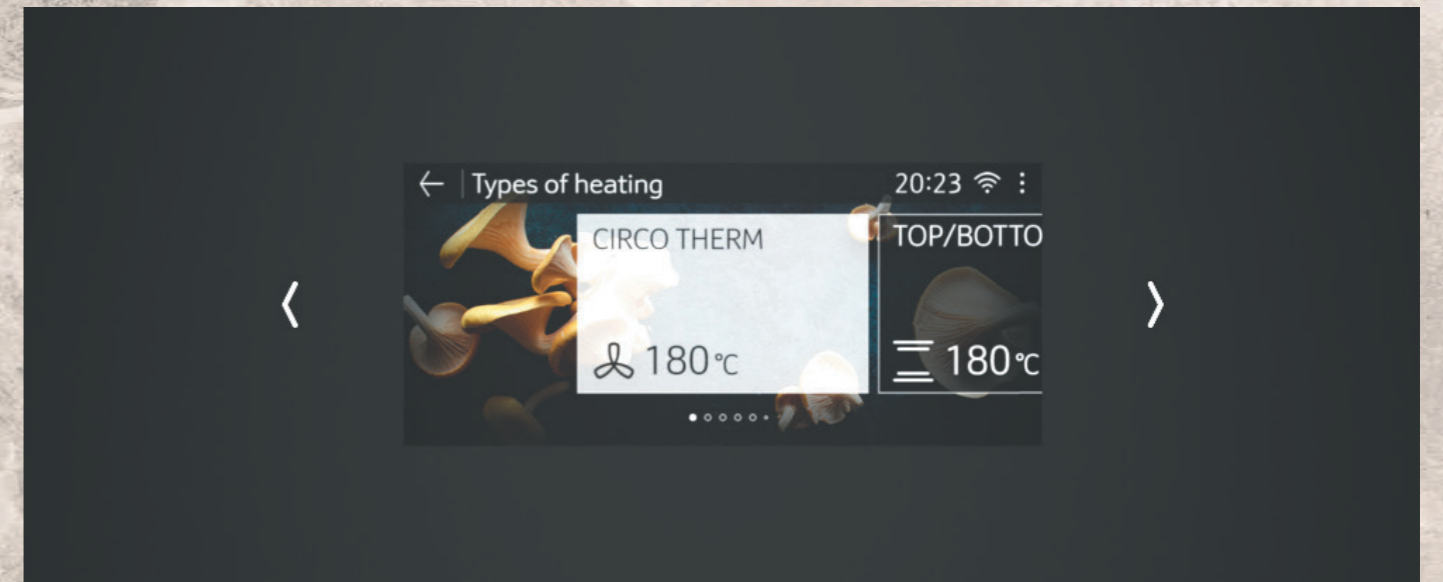 Types of heating
20:23
CIRCO THERM
180°C
TOP/BOTTO
180°C